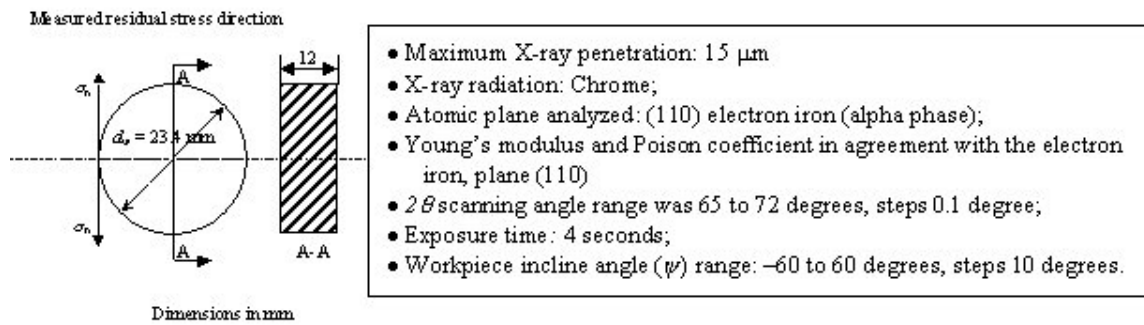 Measured residual stress direction
A
12
= 23.4 mm
A
A- A
Dimensions in mm
● Maximum X-ray penetration: 15 μm
● X-ray radiation: Chrome;
● Atomic plane analyzed: (110) electron iron (alpha phase);
● Young's modulus and Poison coefficient in agreement with the electron
iron, plane (110)
● 2θ scanning angle range was 65 to 72 degrees, steps 0.1 degree;
● Exposure time: 4 seconds;
● Workpiece incline angle (ψ) range: –60 to 60 degrees, steps 10 degrees.